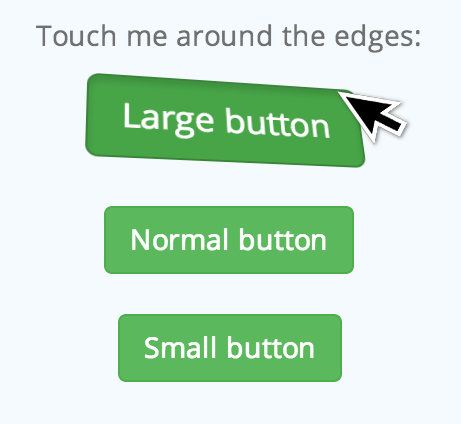 Touch me around the edges:
Large button
Normal button
Small button